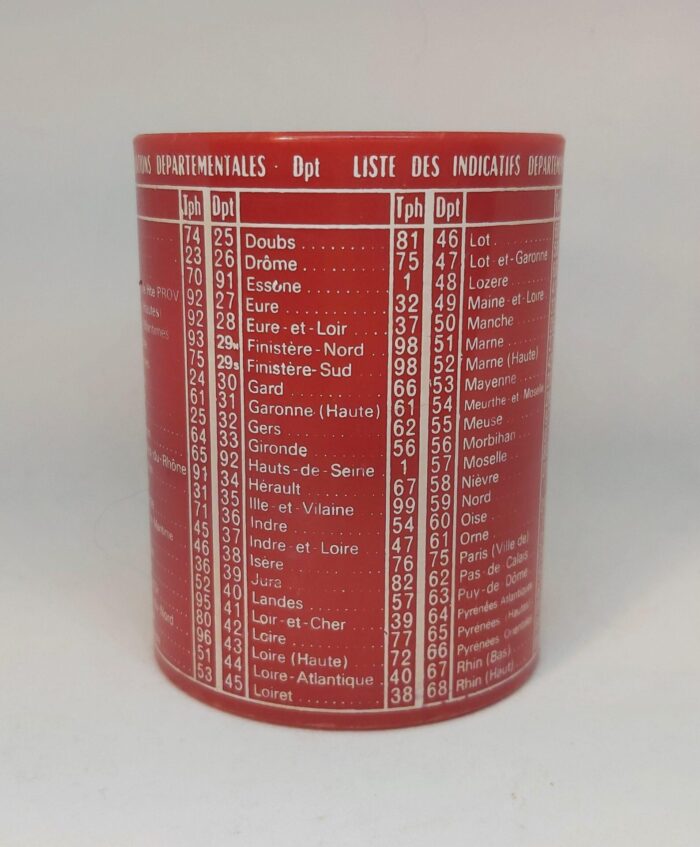 IONS DEPARTEMENTALES · Dpt LISTE DES INDICATIFS DEPARTEM
Tph Dpt Tph Dpt
74 25 Doubs 81 46 Lot
23 26 Drôme 75 47 Lot-et-Garonne
70 91 Essone 1 48 Lozere
Hte PROV 92 27 Eure 32 49 Maine-et-Loire
Hautes) 92 28 Eure-et-Loir 37 50 Manche
93 29N Finistère-Nord 98 51 Marne
75 29S Finistère-Sud 98 52 Marne (Haute)
24 30 Gard 66 53 Mayenne
61 31 Garonne (Haute) 61 54 Meurthe-et Moselle
25 32 Gers 62 55 Meuse
64 33 Gironde 56 56 Morbihan
-du-Rhône 65 92 Hauts-de-Seine 1 57 Moselle
91 34 Hérault 67 58 Nièvre
31 35 Ille-et-Vilaine 99 59 Nord
71 36 Indre 54 60 Oise
Maritime 45 37 Indre-et-Loire 47 61 Orne
46 38 Isère 76 75 Paris (Ville de)
36 39 Jura 82 62 Pas-de Calais
52 40 Landes 57 63 Puy-de Dôme
95 41 Loir-et-Cher 39 64 Pyrénées Atlantiques
-Nord 80 42 Loire 77 65 Pyrénées Hautes
96 43 Loire (Haute) 72 66 Pyrénées Orientales
51 44 Loire-Atlantique 40 67 Rhin (Bas)
53 45 Loiret 38 68 Rhin (Haut)